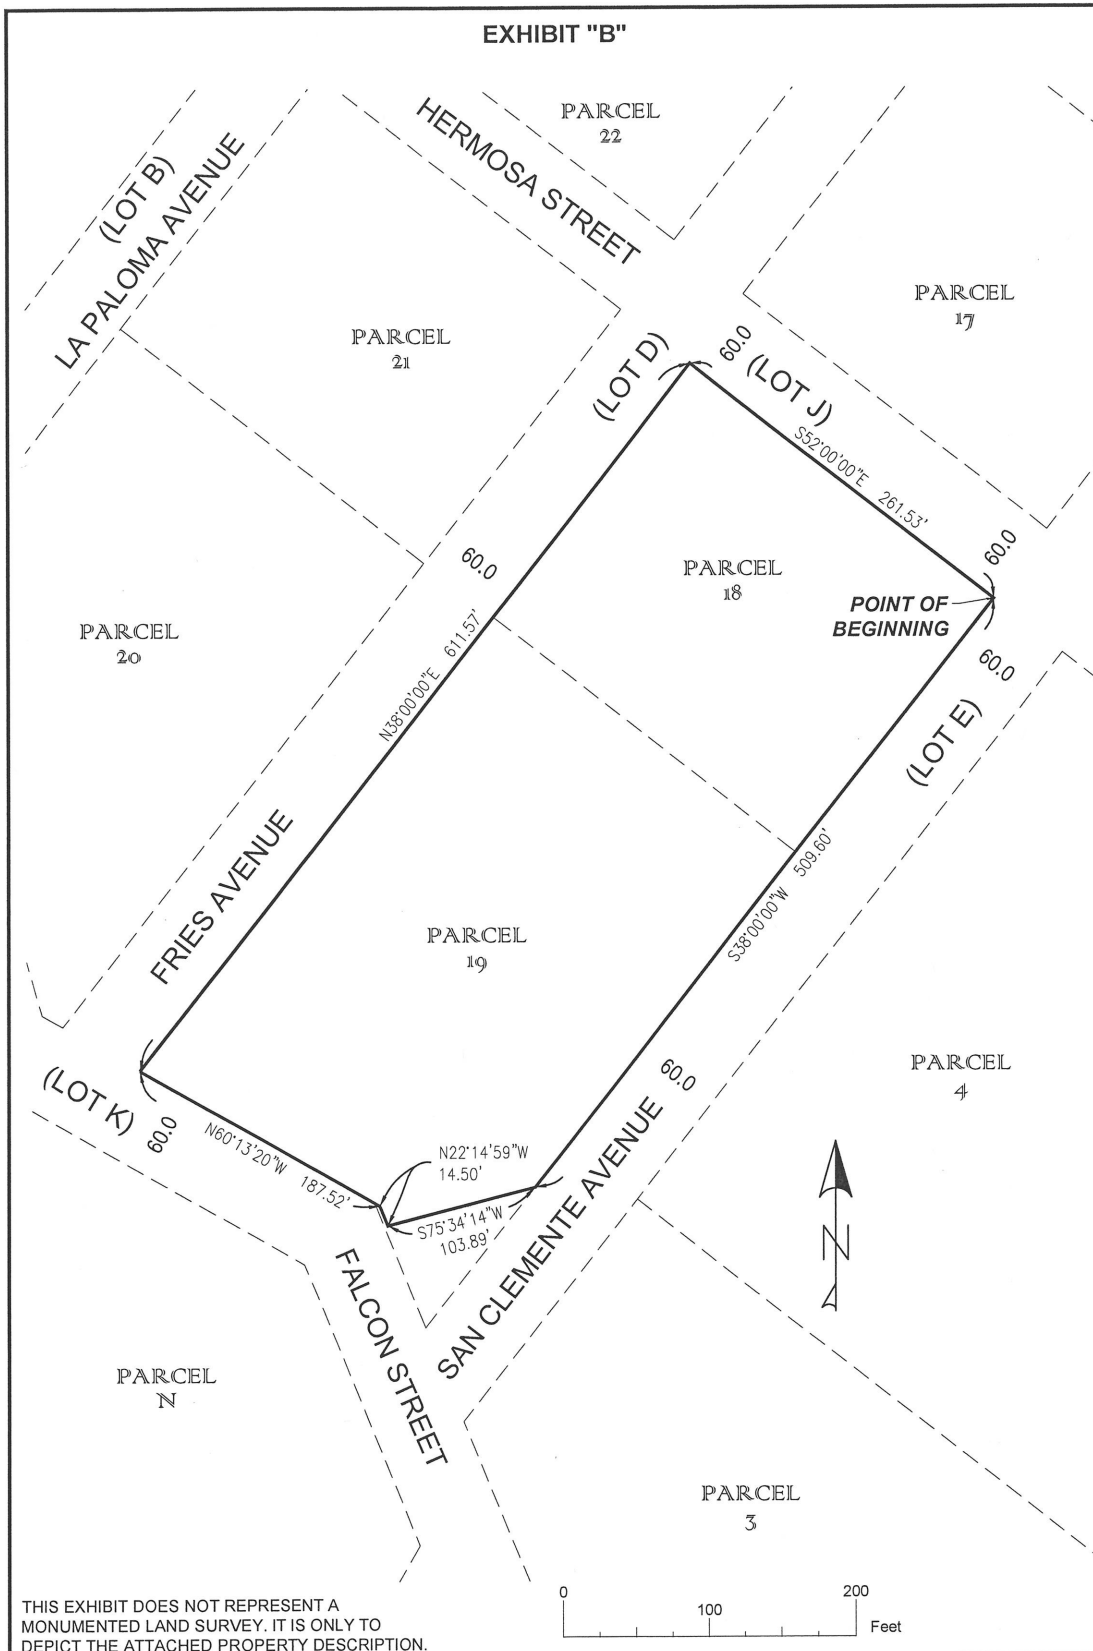 EXHIBIT "B"
PARCEL
22
HERMOSA STREET
(LOT B)
LA PALOMA AVENUE
PARCEL
17
PARCEL
21
(LOT D)
60.0
(LOT J)
S52°00'00"E 261.53'
60.0
60.0
PARCEL
18
POINT OF
BEGINNING
PARCEL
20
N38°00'00"E 611.57'
60.0
(LOT E)
FRIES AVENUE
S38°00'00"W 509.60'
PARCEL
19
PARCEL
4
60.0
(LOT K)
60.0
N60°13'20"W 187.52'
N22°14'59"W
14.50'
S75°34'14"W
103.89'
SAN CLEMENTE AVENUE
N
FALCON STREET
PARCEL
N
PARCEL
3
THIS EXHIBIT DOES NOT REPRESENT A
MONUMENTED LAND SURVEY. IT IS ONLY TO
DEPICT THE ATTACHED PROPERTY DESCRIPTION.
0
100
200
Feet